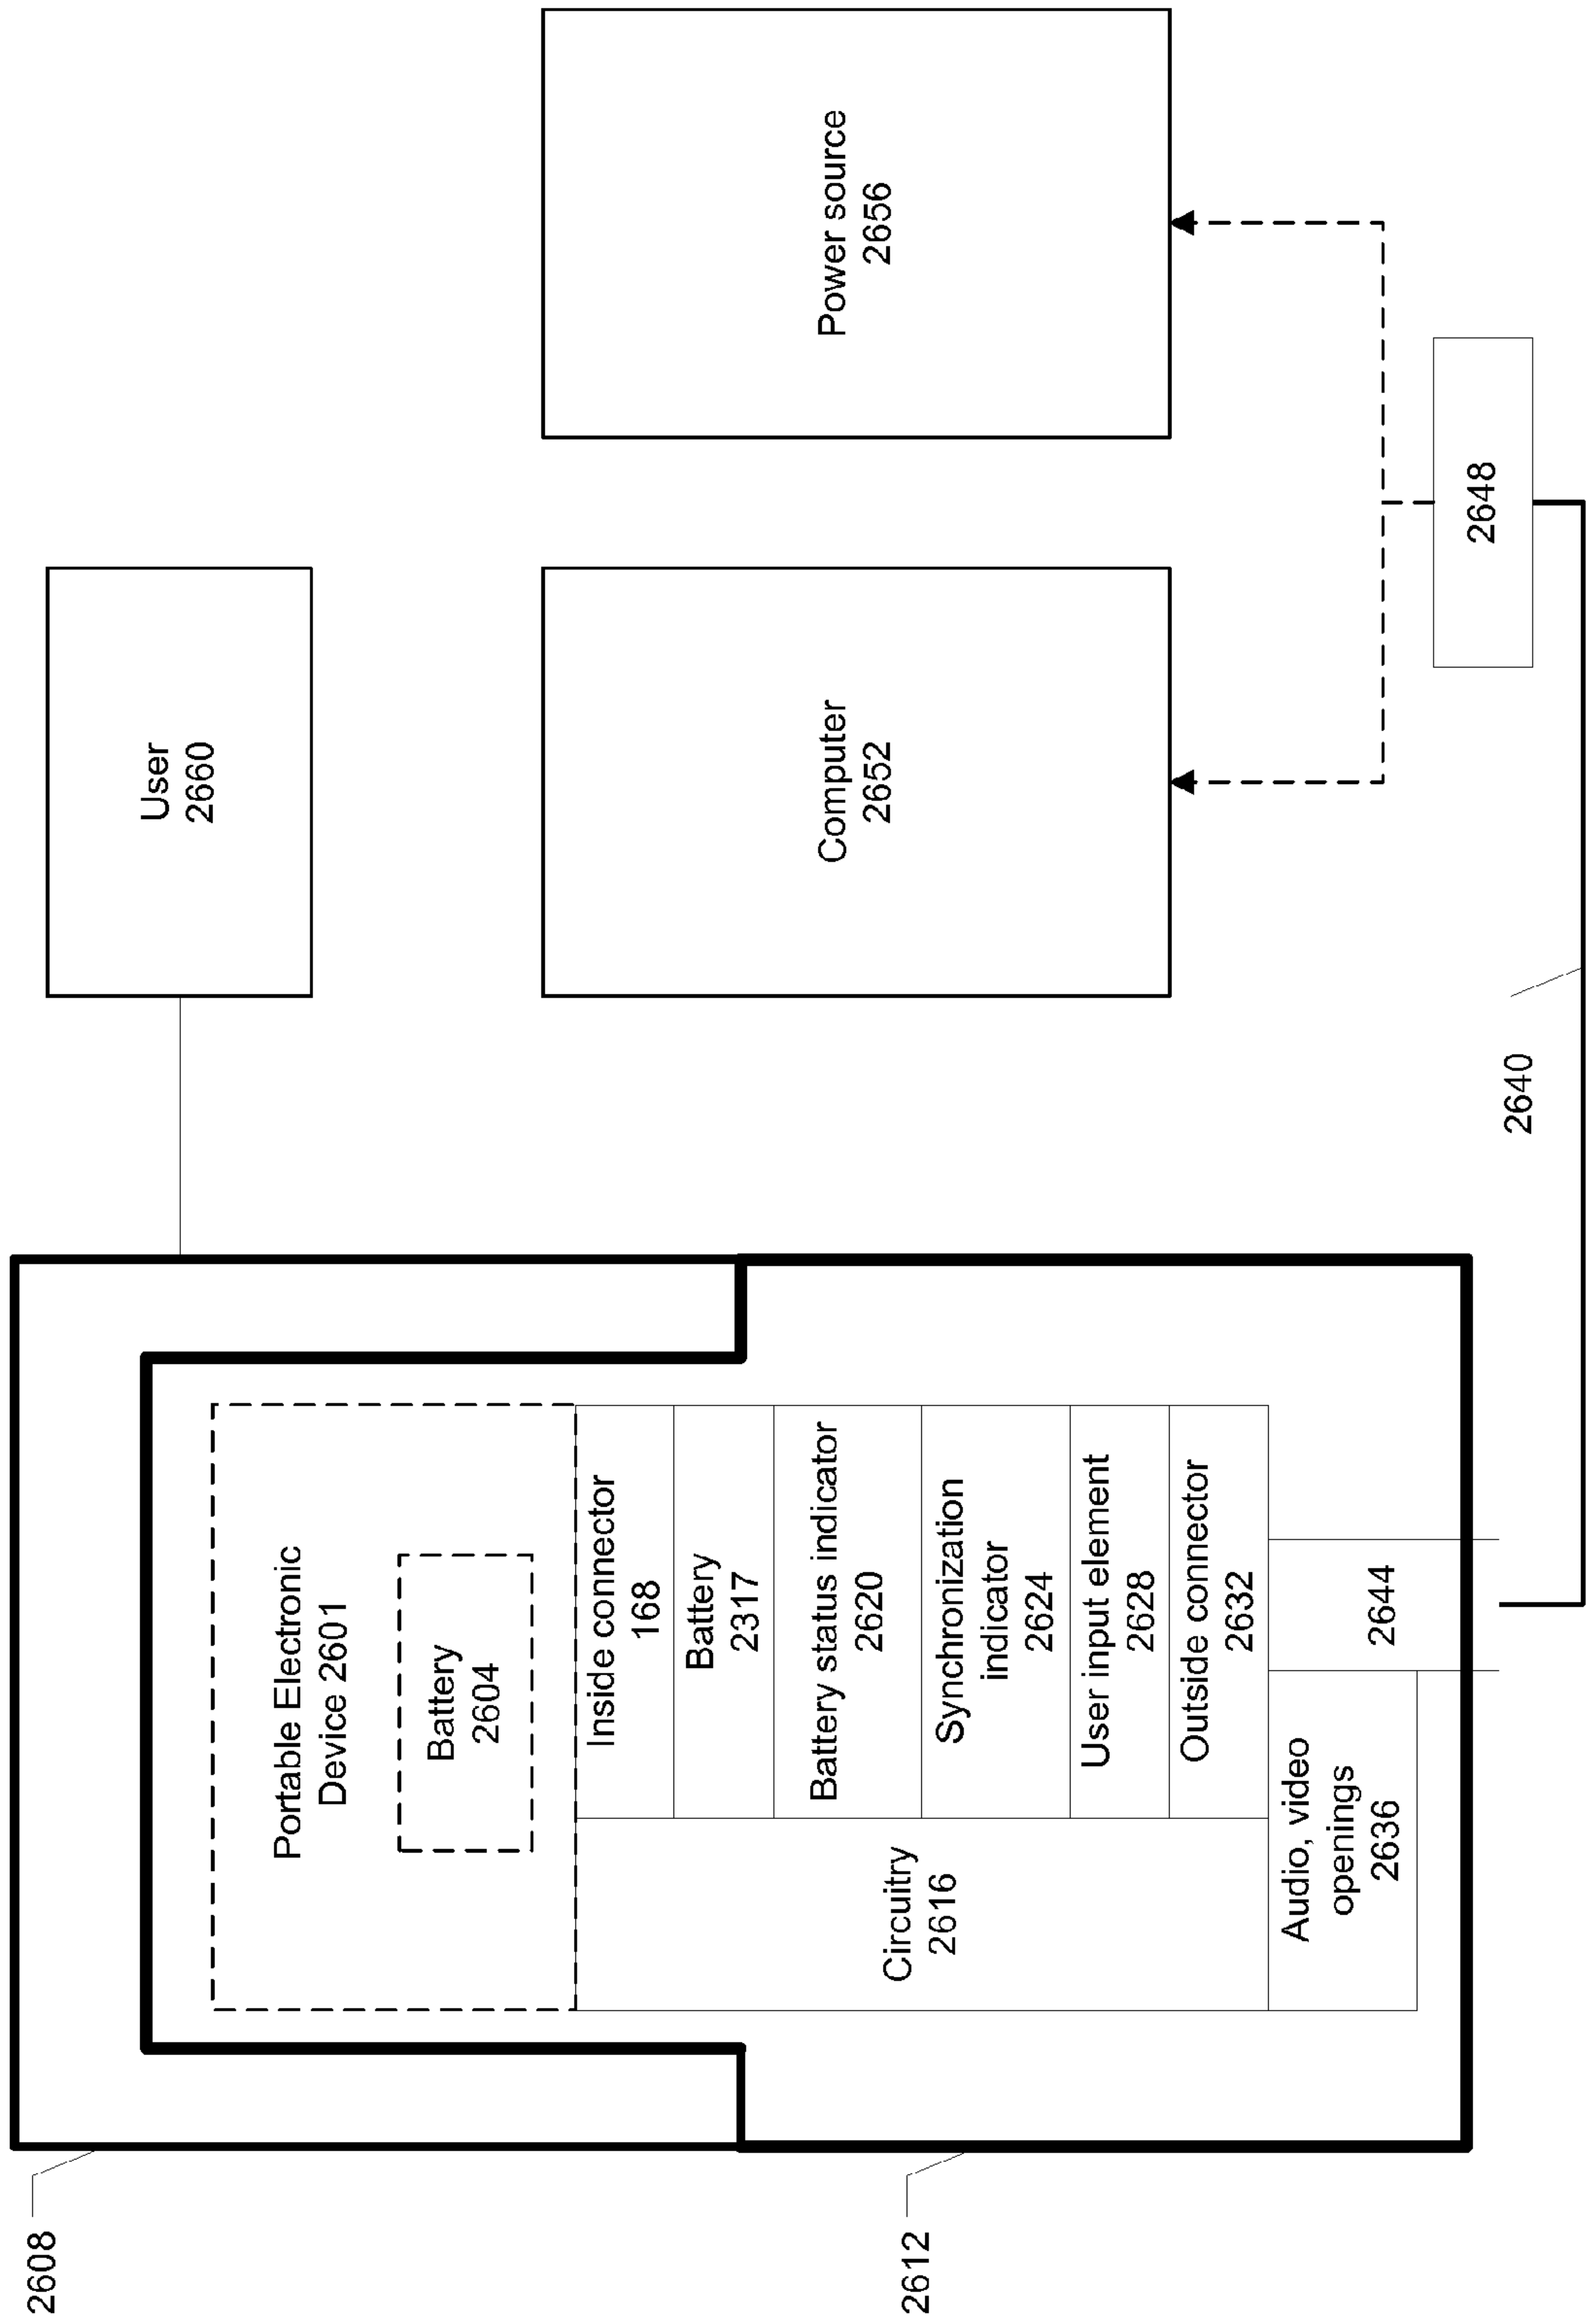 2608
2612
Portable Electronic
Device 2601
Battery
2604
Circuitry
2616
Inside connector
168
Battery
2317
Battery status indicator
2620
Synchronization
indicator
2624
User input element
2628
Outside connector
2632
Audio, video
openings
2636
2644
2640
User
2660
Computer
2652
Power source
2656
2648